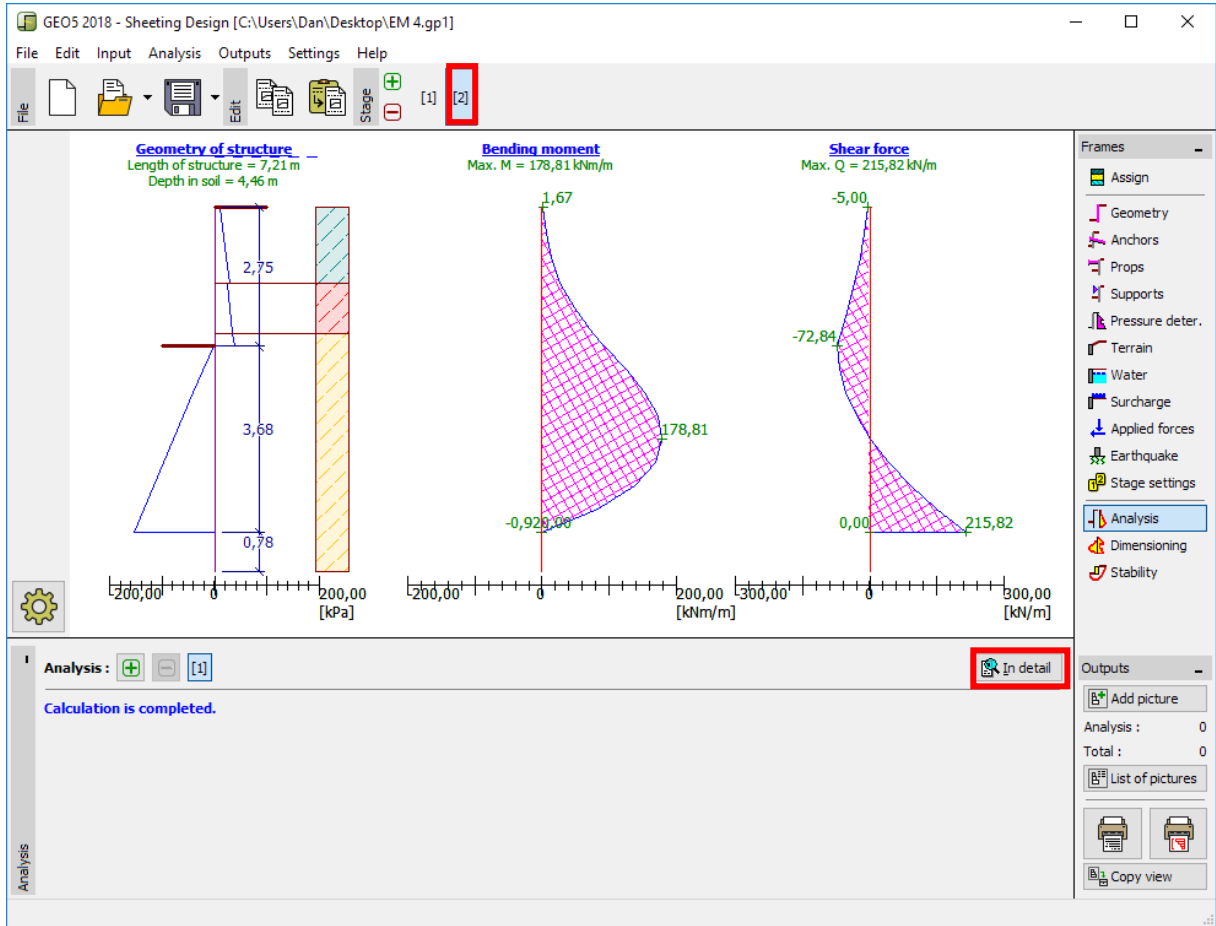 GEO5 2018 - Sheeting Design [C:\Users\Dan\Desktop\EM 4.gp1]
File Edit Input Analysis Outputs Settings Help
File
Edit
Stage
[1] [2]
Geometry of structure
Length of structure = 7,21 m
Depth in soil = 4,46 m
2,75
3,68
0,78
-200,00 0 200,00
[kPa]
Bending moment
Max. M = 178,81 kNm/m
1,67
178,81
-0,92 0,00
-200,00 0 200,00
[kNm/m]
Shear force
Max. Q = 215,82 kN/m
-5,00
-72,84
0,00 215,82
-300,00 0 300,00
[kN/m]
Frames
Assign
Geometry
Anchors
Props
Supports
Pressure deter.
Terrain
Water
Surcharge
Applied forces
Earthquake
Stage settings
Analysis
Dimensioning
Stability
Analysis : [1]
In detail
Calculation is completed.
Analysis
Outputs
Add picture
Analysis : 0
Total : 0
List of pictures
Copy view